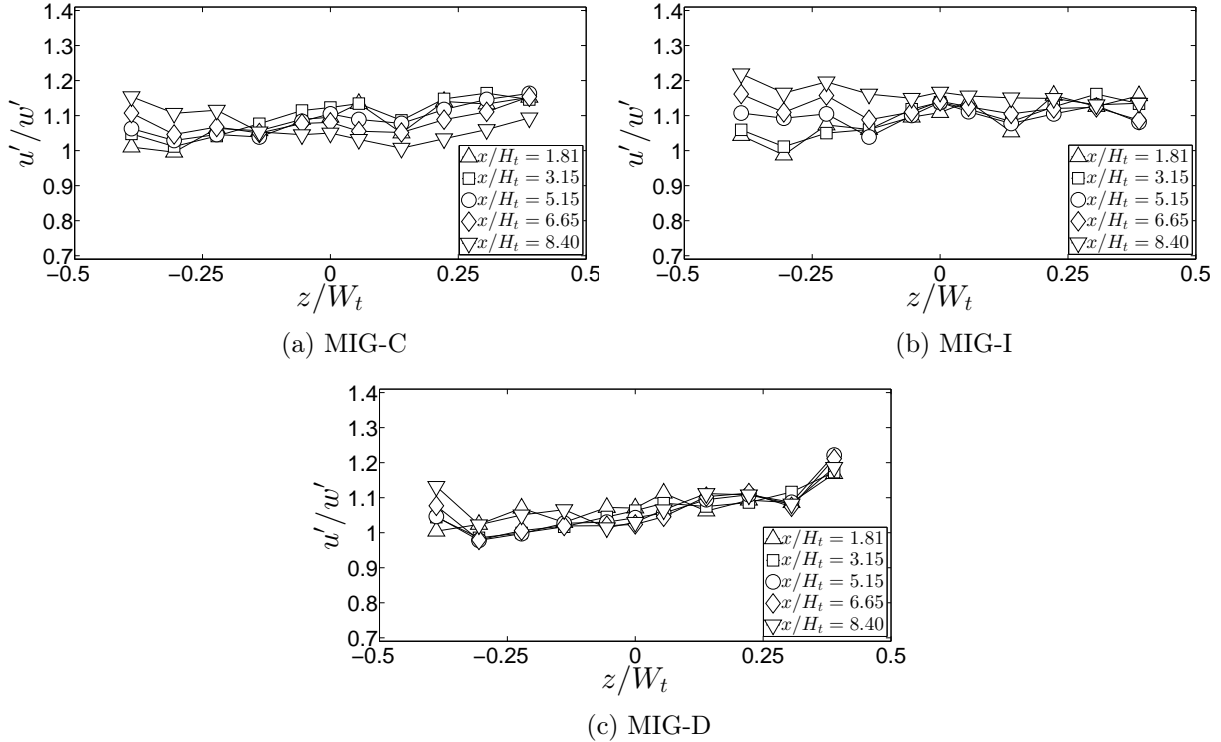 1.4
1.3
1.2
1.1
1
0.9
0.8
0.7
u′/w′
−0.5
−0.25
0
0.25
0.5
z/W_t
x/H_t = 1.81
x/H_t = 3.15
x/H_t = 5.15
x/H_t = 6.65
x/H_t = 8.40
(a) MIG-C
1.4
1.3
1.2
1.1
1
0.9
0.8
0.7
u′/w′
−0.5
−0.25
0
0.25
0.5
z/W_t
x/H_t = 1.81
x/H_t = 3.15
x/H_t = 5.15
x/H_t = 6.65
x/H_t = 8.40
(b) MIG-I
1.4
1.3
1.2
1.1
1
0.9
0.8
0.7
u′/w′
−0.5
−0.25
0
0.25
0.5
z/W_t
x/H_t = 1.81
x/H_t = 3.15
x/H_t = 5.15
x/H_t = 6.65
x/H_t = 8.40
(c) MIG-D